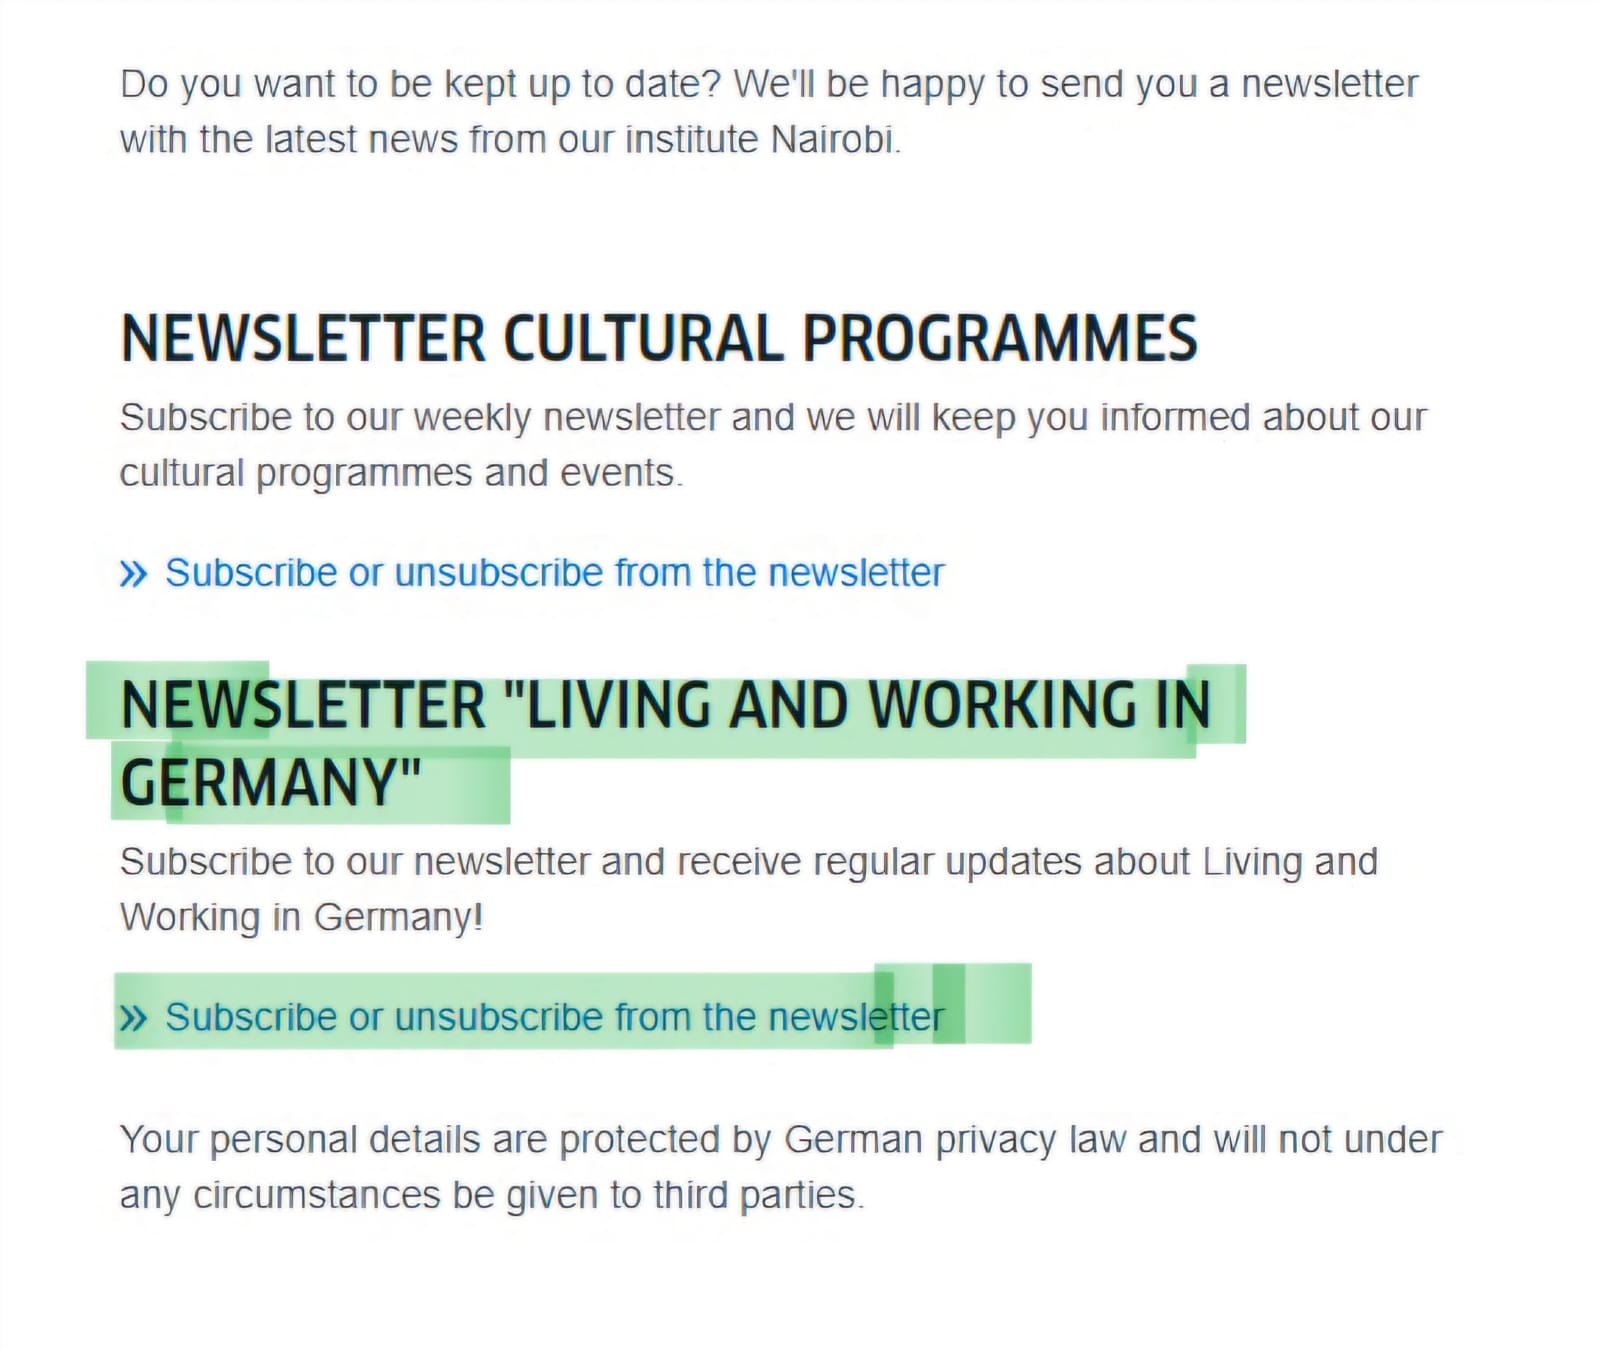 Do you want to be kept up to date? We'll be happy to send you a newsletter
with the latest news from our institute Nairobi.
NEWSLETTER CULTURAL PROGRAMMES
Subscribe to our weekly newsletter and we will keep you informed about our
cultural programmes and events.
» Subscribe or unsubscribe from the newsletter
NEWSLETTER "LIVING AND WORKING IN
GERMANY"
Subscribe to our newsletter and receive regular updates about Living and
Working in Germany!
» Subscribe or unsubscribe from the newsletter
Your personal details are protected by German privacy law and will not under
any circumstances be given to third parties.